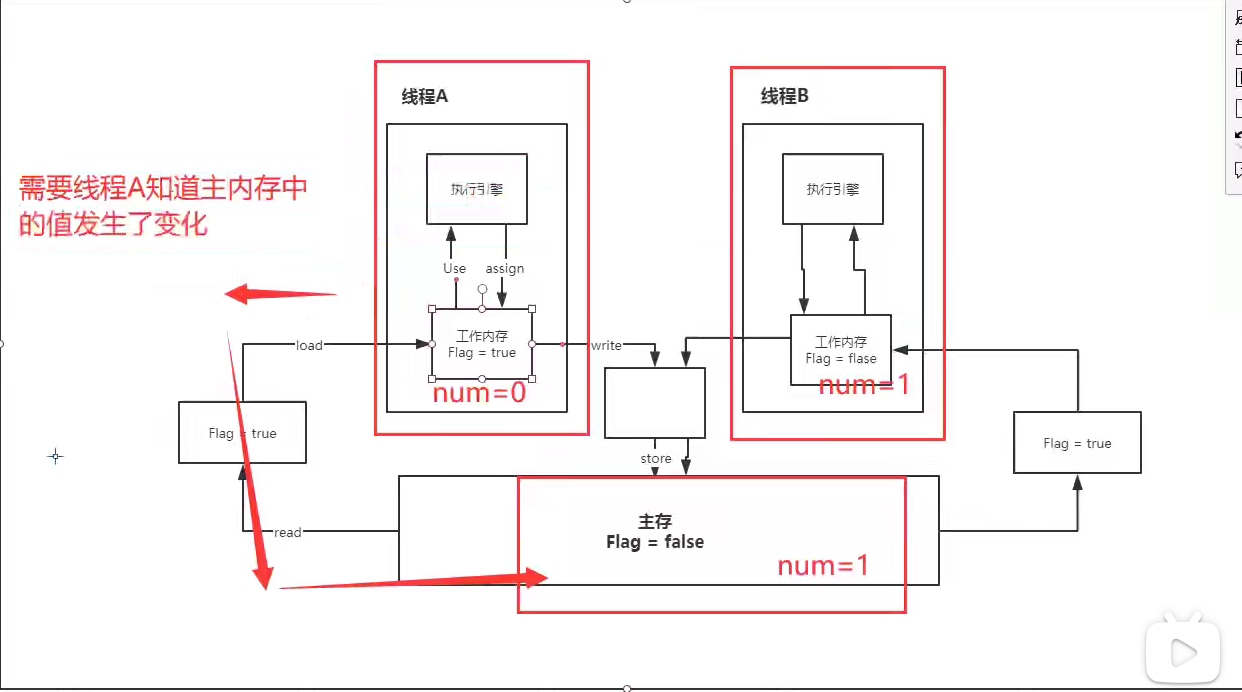 线程A
线程B
执行引擎
执行引擎
需要线程A知道主内存中
的值发生了变化
Use
assign
工作内存
Flag = true
num=0
工作内存
Flag = flase
num=1
load
write
Flag = true
Flag = true
store
read
主存
Flag = false
num=1